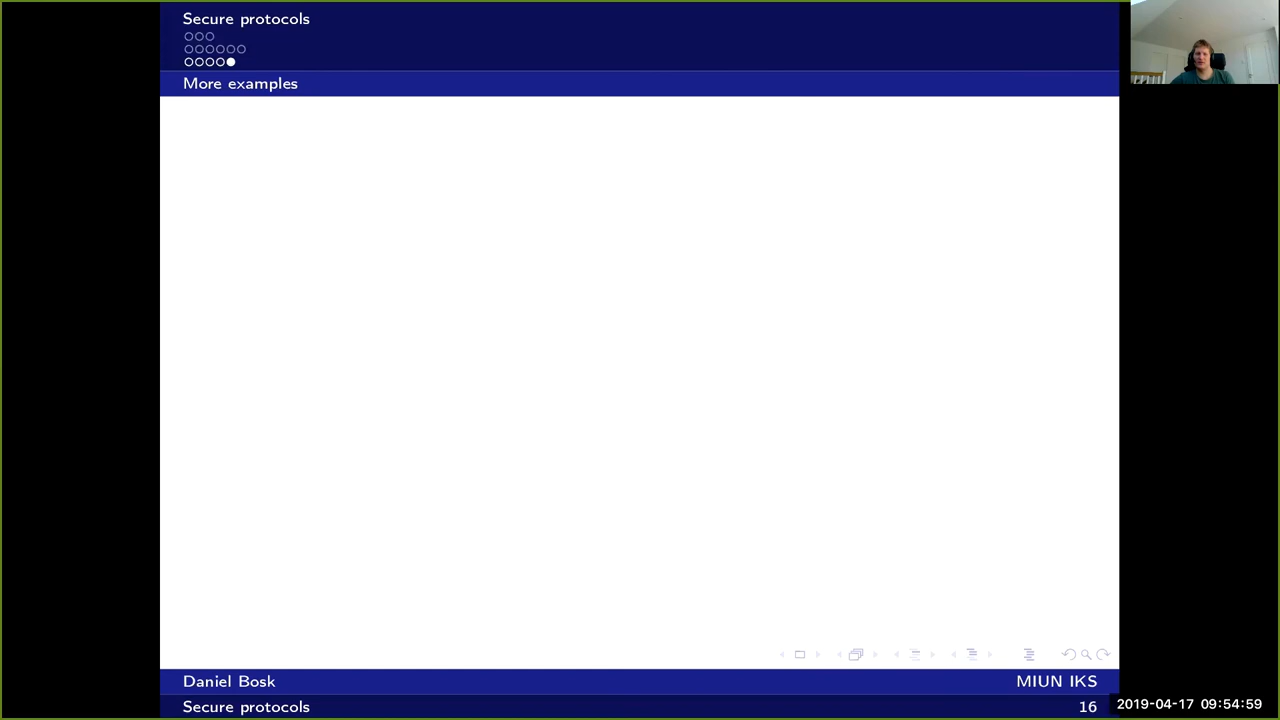 Secure protocols
More examples
Daniel Bosk
MIUN IKS
Secure protocols
16
2019-04-17 09:54:59